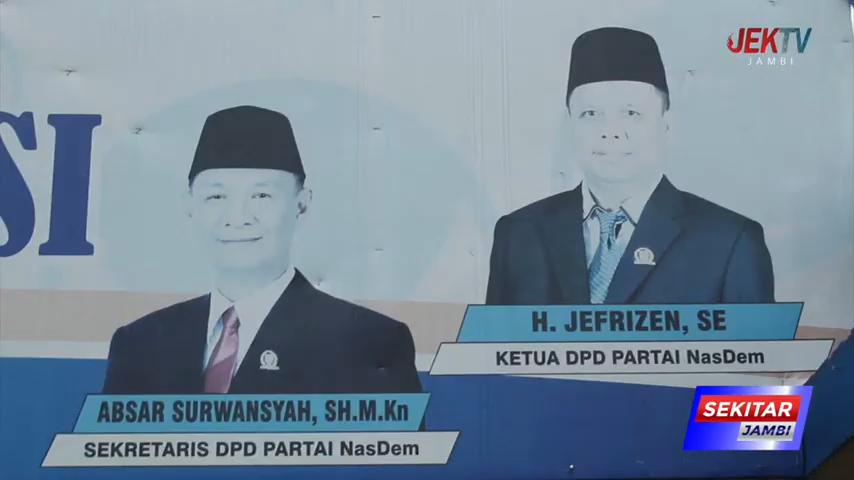 JEKTV
JAMBI
SI
H. JEFRIZEN, SE
KETUA DPD PARTAI NasDem
ABSAR SURWANSYAH, SH.M.Kn
SEKRETARIS DPD PARTAI NasDem
SEKITAR
JAMBI